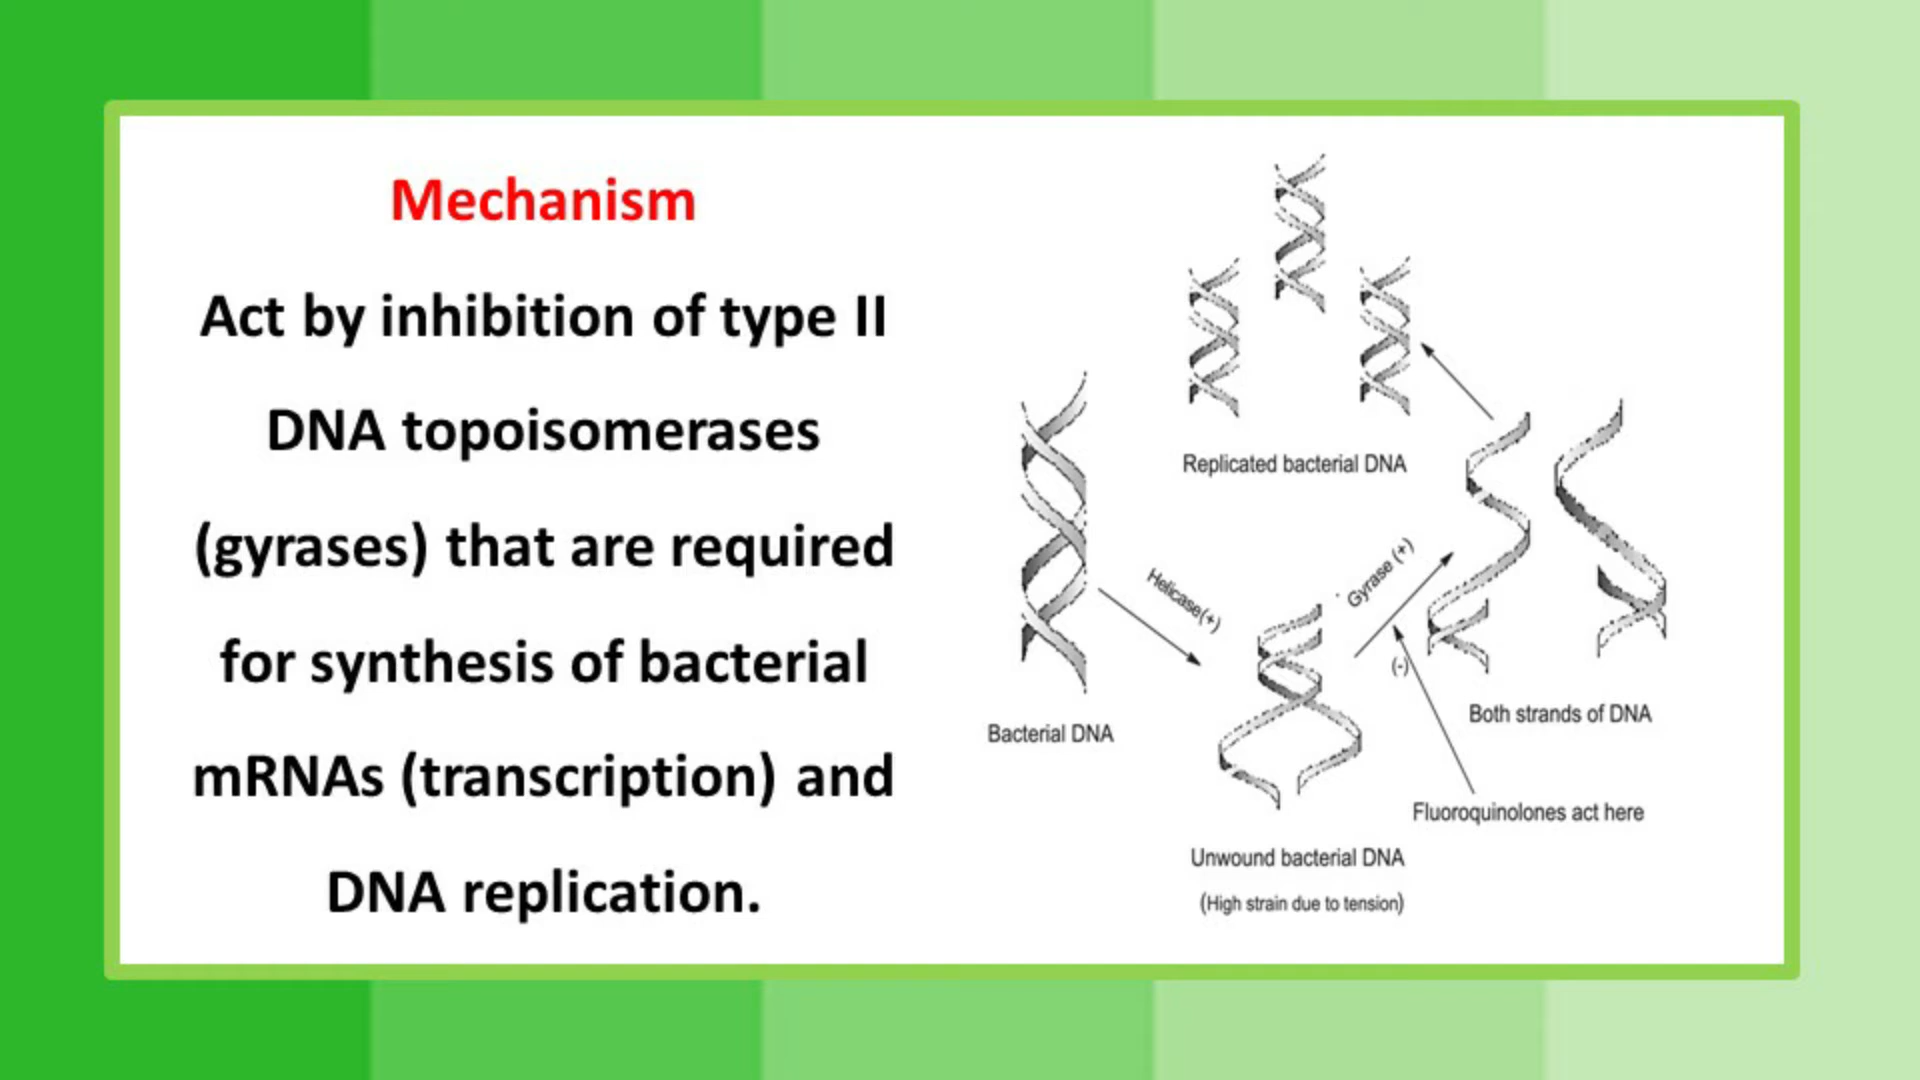 Mechanism
Act by inhibition of type II
DNA topoisomerases
(gyrases) that are required
for synthesis of bacterial
mRNAs (transcription) and
DNA replication.
Replicated bacterial DNA
Helicase(+)
Gyrase (+)
(-)
Both strands of DNA
Bacterial DNA
Fluoroquinolones act here
Unwound bacterial DNA
(High strain due to tension)